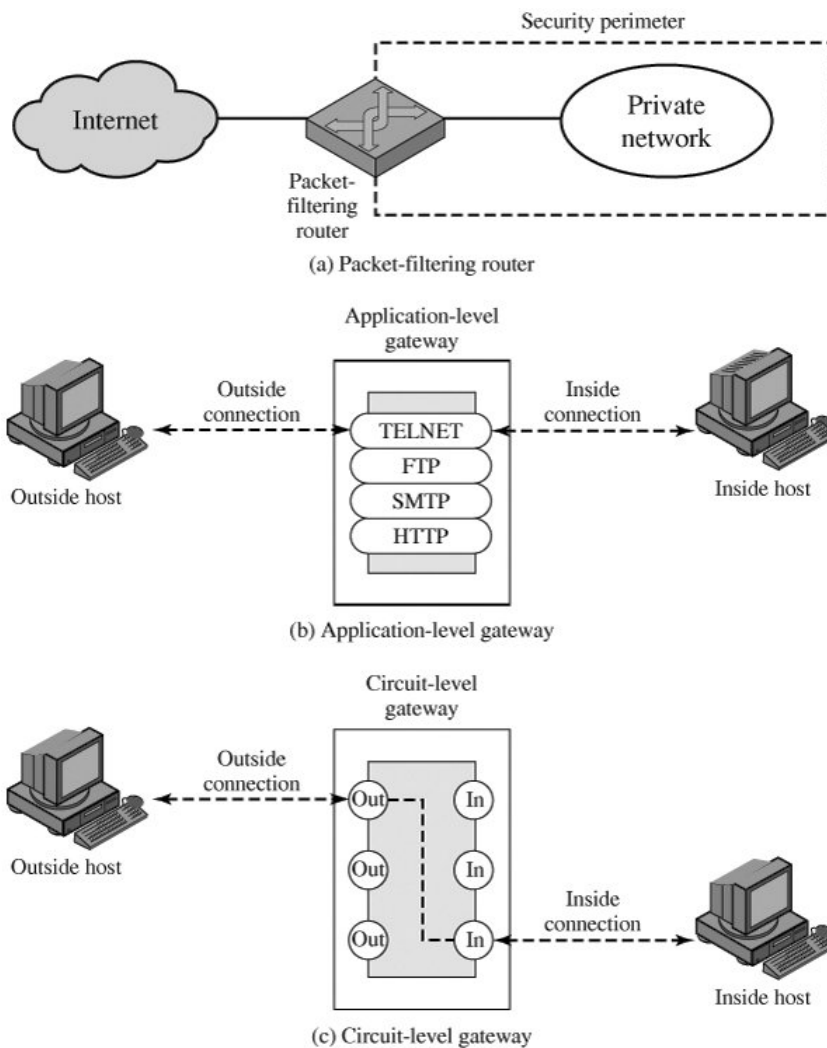 Security perimeter
Internet
Private
network
Packet-
filtering
router
(a) Packet-filtering router
Application-level
gateway
Outside
connection
Inside
connection
TELNET
FTP
SMTP
HTTP
Outside host
Inside host
(b) Application-level gateway
Circuit-level
gateway
Outside
connection
Out
In
Outside host
Out
In
Inside
connection
Out
In
Inside host
(c) Circuit-level gateway